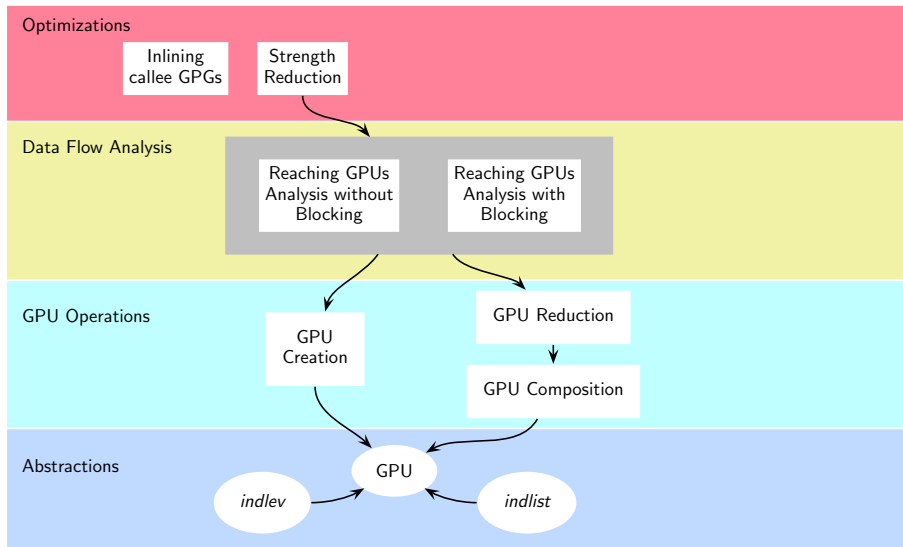 Optimizations
Inlining
callee GPGs
Strength
Reduction
Data Flow Analysis
Reaching GPUs
Analysis without
Blocking
Reaching GPUs
Analysis with
Blocking
GPU Operations
GPU
Creation
GPU Reduction
GPU Composition
Abstractions
GPU
indlev
indlist